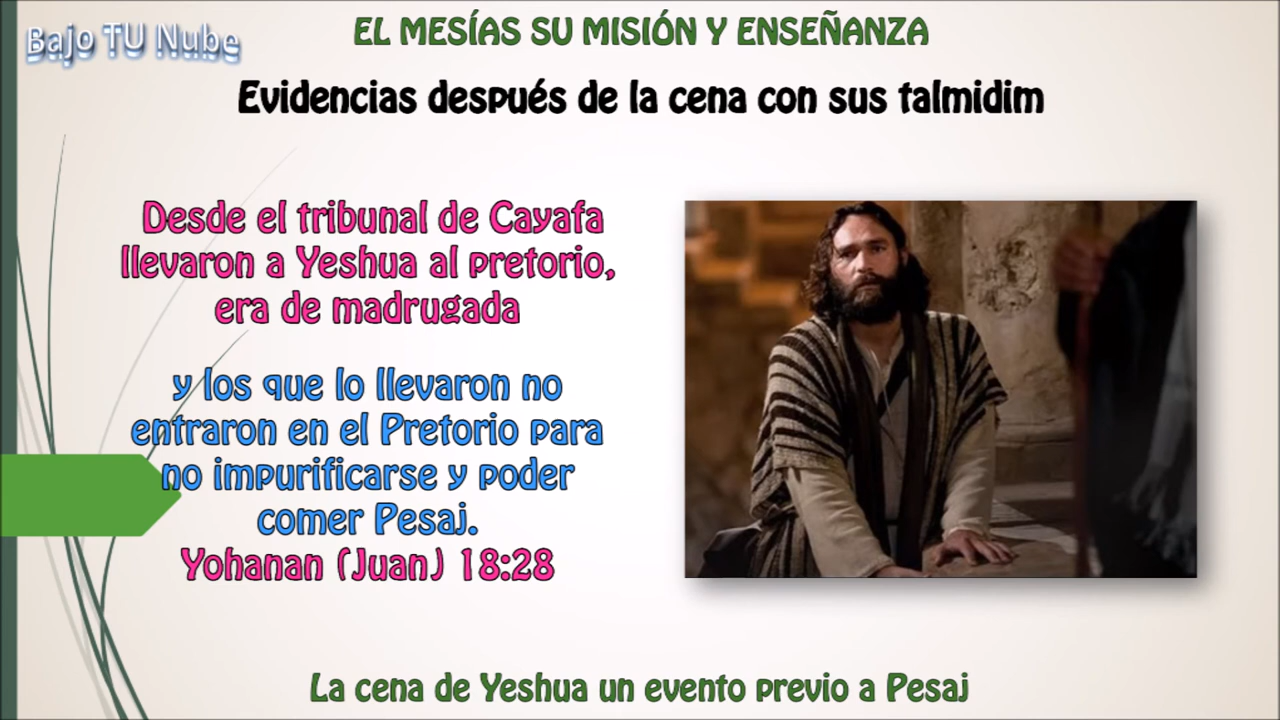 Bajo TU Nube
EL MESÍAS SU MISIÓN Y ENSEÑANZA
Evidencias después de la cena con sus talmidim
Desde el tribunal de Cayafa
llevaron a Yeshua al pretorio,
era de madrugada
y los que lo llevaron no
entraron en el Pretorio para
no impurificarse y poder
comer Pesaj.
Yohanan (Juan) 18:28
La cena de Yeshua un evento previo a Pesaj